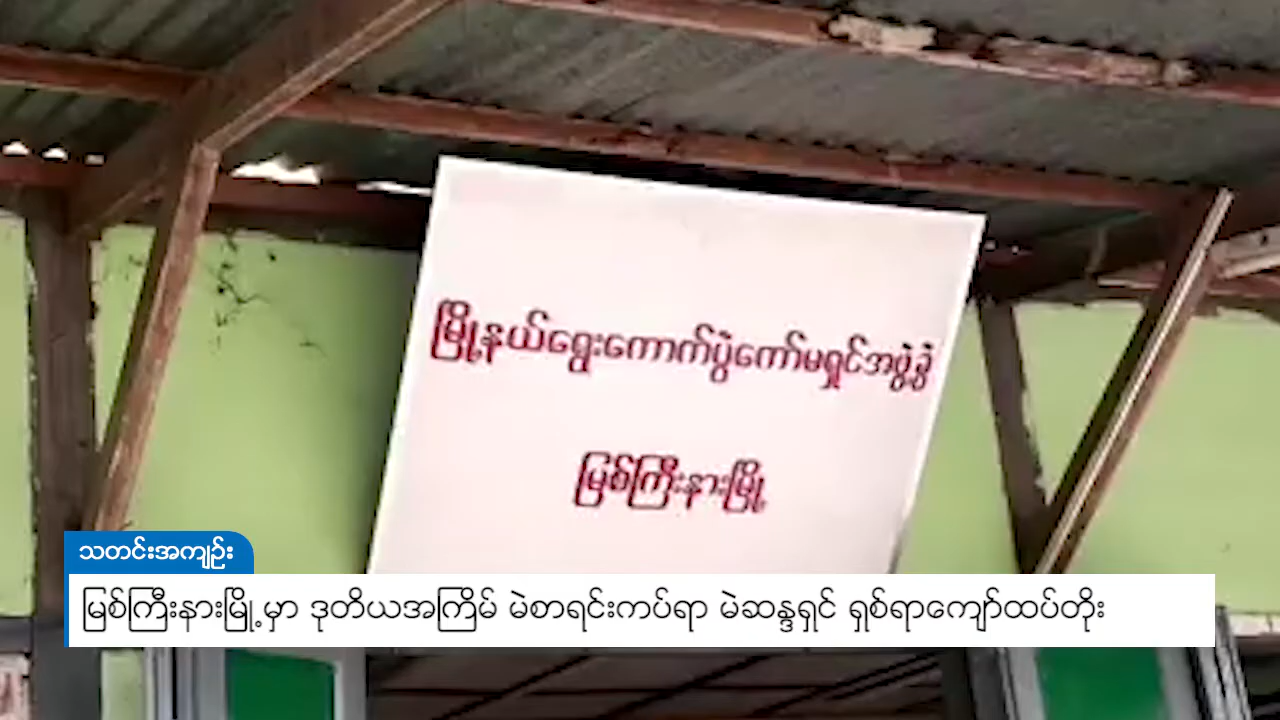 မြို့နယ်ရွေးကောက်ပွဲကော်မရှင်အဖွဲ့ခွဲ
မြစ်ကြီးနားမြို့
သတင်းအကျဉ်း
မြစ်ကြီးနားမြို့မှာ ဒုတိယအကြိမ် မဲစာရင်းကပ်ရာ မဲဆန္ဒရှင် ရှစ်ရာကျော်ထပ်တိုး